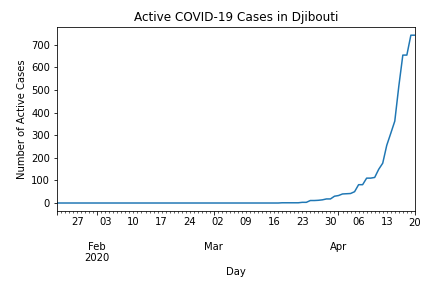 Active COVID-19 Cases in Djibouti
Number of Active Cases
700
600
500
400
300
200
100
0
27 03 10 17 24 02 09 16 23 30 06 13 20
Feb Mar Apr
2020
Day